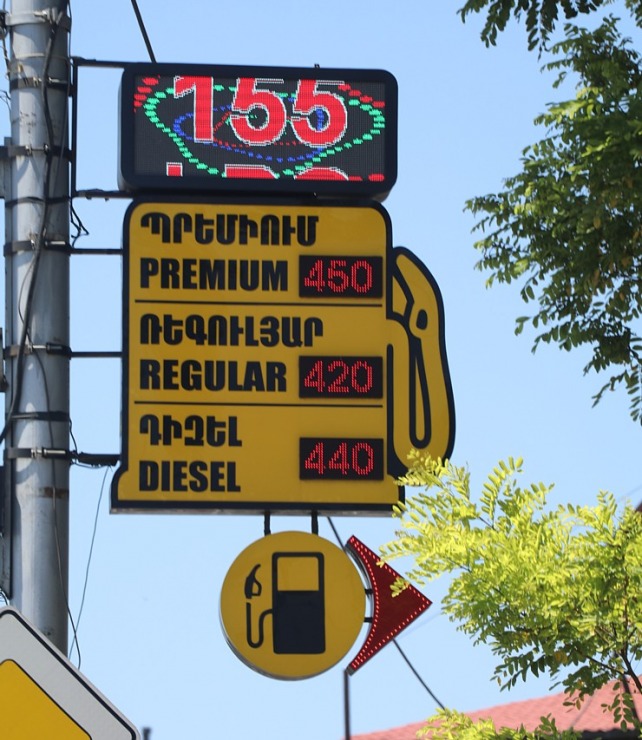 155
ՊՐԵՄԻՈՒՄ
PREMIUM 450
ՌԵԳՈՒԼՅԱՐ
REGULAR 420
ԴԻԶԵԼ
DIESEL 440